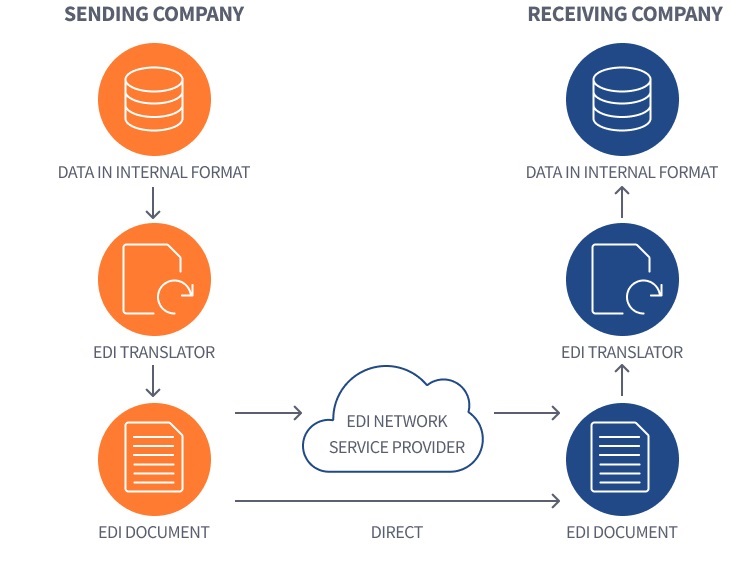 SENDING COMPANY
RECEIVING COMPANY
DATA IN INTERNAL FORMAT
DATA IN INTERNAL FORMAT
EDI TRANSLATOR
EDI TRANSLATOR
EDI NETWORK
SERVICE PROVIDER
EDI DOCUMENT
DIRECT
EDI DOCUMENT